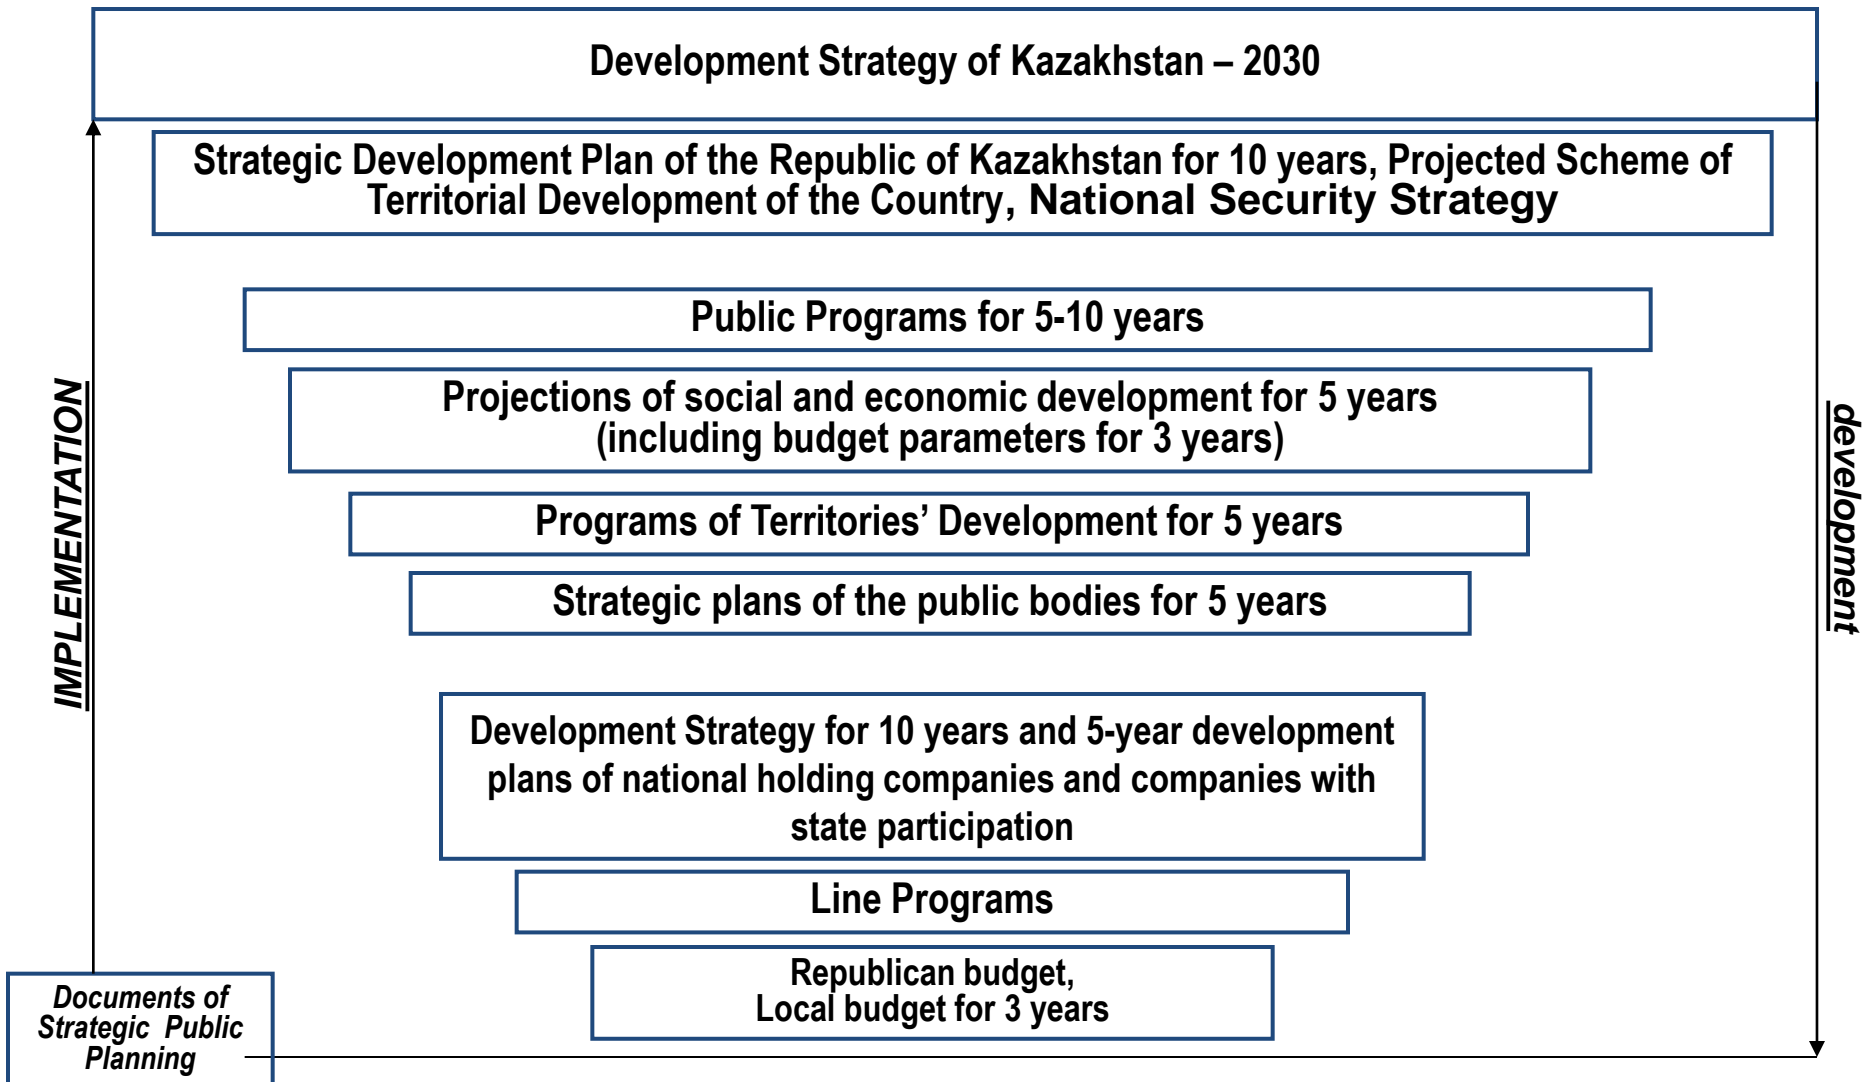 Development Strategy of Kazakhstan – 2030
Strategic Development Plan of the Republic of Kazakhstan for 10 years, Projected Scheme of
Territorial Development of the Country, National Security Strategy
Public Programs for 5-10 years
Projections of social and economic development for 5 years
(including budget parameters for 3 years)
Programs of Territories’ Development for 5 years
Strategic plans of the public bodies for 5 years
Development Strategy for 10 years and 5-year development
plans of national holding companies and companies with
state participation
Line Programs
Republican budget,
Local budget for 3 years
IMPLEMENTATION
development
Documents of
Strategic Public
Planning